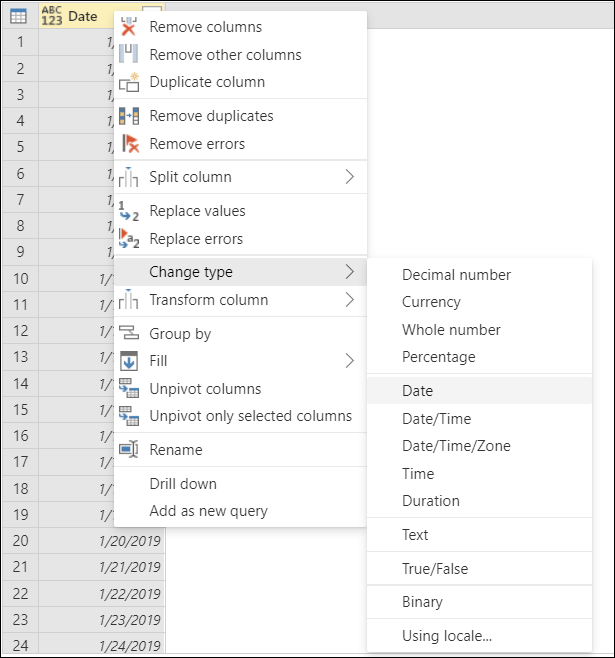 ABC
123 Date
1 1/
2 1/
3 1/
4 1/
5 1/
6 1/
7 1/
8 1/
9 1/
10 1/1
11 1/1
12 1/1
13 1/1
14 1/1
15 1/1
16 1/1
17 1/1
18 1/1
19 1/1
20 1/20/2019
21 1/21/2019
22 1/22/2019
23 1/23/2019
24 1/24/2019
Remove columns
Remove other columns
Duplicate column
Remove duplicates
Remove errors
Split column
Replace values
Replace errors
Change type
Transform column
Group by
Fill
Unpivot columns
Unpivot only selected columns
Rename
Drill down
Add as new query
Decimal number
Currency
Whole number
Percentage
Date
Date/Time
Date/Time/Zone
Time
Duration
Text
True/False
Binary
Using locale...